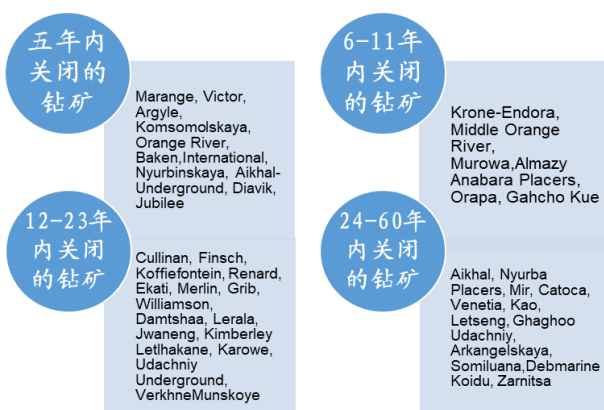 五年内
关闭的
钻矿
Marange, Victor,
Argyle,
Komsomolskaya,
Orange River,
Baken,International,
Nyurbinskaya, Aikhal-
Underground, Diavik,
Jubilee
6-11年
内关闭
的钻矿
Krone-Endora,
Middle Orange
River,
Murowa,Almazy
Anabara Placers,
Orapa, Gahcho Kue
12-23年
内关闭
的钻矿
Cullinan, Finsch,
Koffiefontein, Renard,
Ekati, Merlin, Grib,
Williamson,
Damtshaa, Lerala,
Jwaneng, Kimberley
Letlhakane, Karowe,
Udachniy
Underground,
VerkhneMunskoye
24-60年
内关闭
的钻矿
Aikhal, Nyurba
Placers, Mir, Catoca,
Venetia, Kao,
Letseng, Ghaghoo
Udachniy,
Arkangelskaya,
Somiluana,Debmarine
Koidu, Zarnitsa